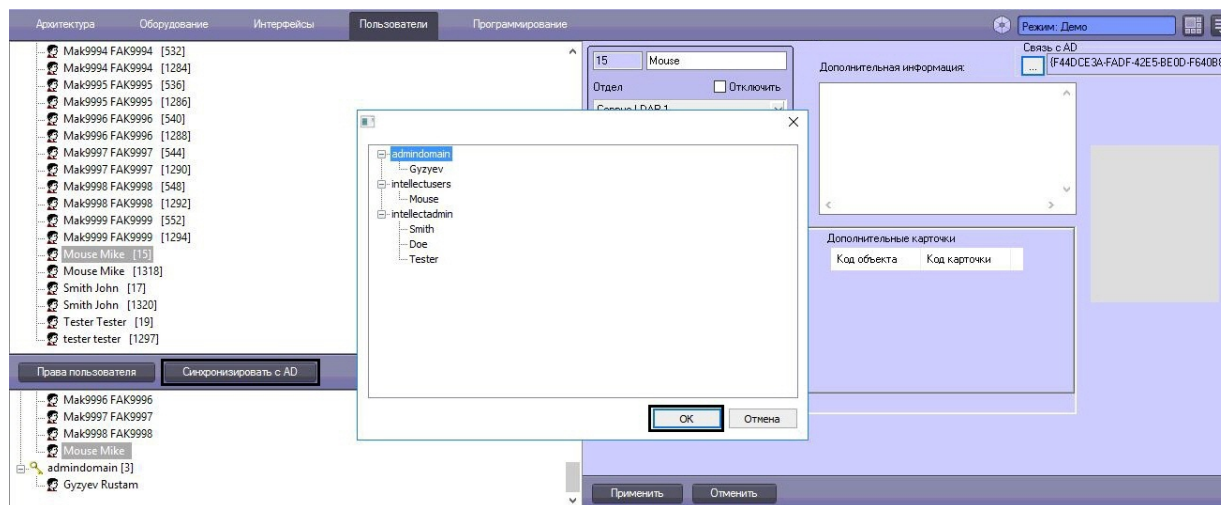 Архитектура Оборудование Интерфейсы Пользователи Программирование Режим: Демо
Mak9994 FAK9994 [532]
Mak9994 FAK9994 [1284]
Mak9995 FAK9995 [536]
Mak9995 FAK9995 [1286]
Mak9996 FAK9996 [540]
Mak9996 FAK9996 [1288]
Mak9997 FAK9997 [544]
Mak9997 FAK9997 [1290]
Mak9998 FAK9998 [548]
Mak9998 FAK9998 [1292]
Mak9999 FAK9999 [552]
Mak9999 FAK9999 [1294]
Mouse Mike [15]
Mouse Mike [1318]
Smith John [17]
Smith John [1320]
Tester Tester [19]
tester tester [1297]
Права пользователя Синхронизировать с AD
Mak9996 FAK9996
Mak9997 FAK9997
Mak9998 FAK9998
Mouse Mike
admindomain [3]
Gyzyev Rustam
admindomain
Gyzyev
intellectusers
Mouse
intellectadmin
Smith
Doe
Tester
OK Отмена
15 Mouse
Отдел Отключить
Дополнительная информация:
Связь с AD
... {F44DCE3A-FADF-42E5-BE0D-F640B8
Дополнительные карточки
Код объекта Код карточки
Применить Отменить